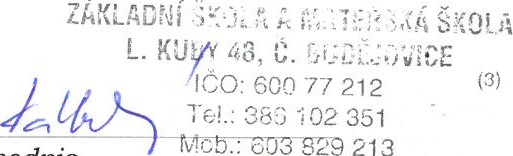 ZÁKLADNÍ ŠKOLA A MATEŘSKÁ ŠKOLA
L. KUBY 48, Č. BUDĚJOVICE
IČO: 600 77 212
(3)
Tel.: 386 102 351
Mob.: 603 829 213